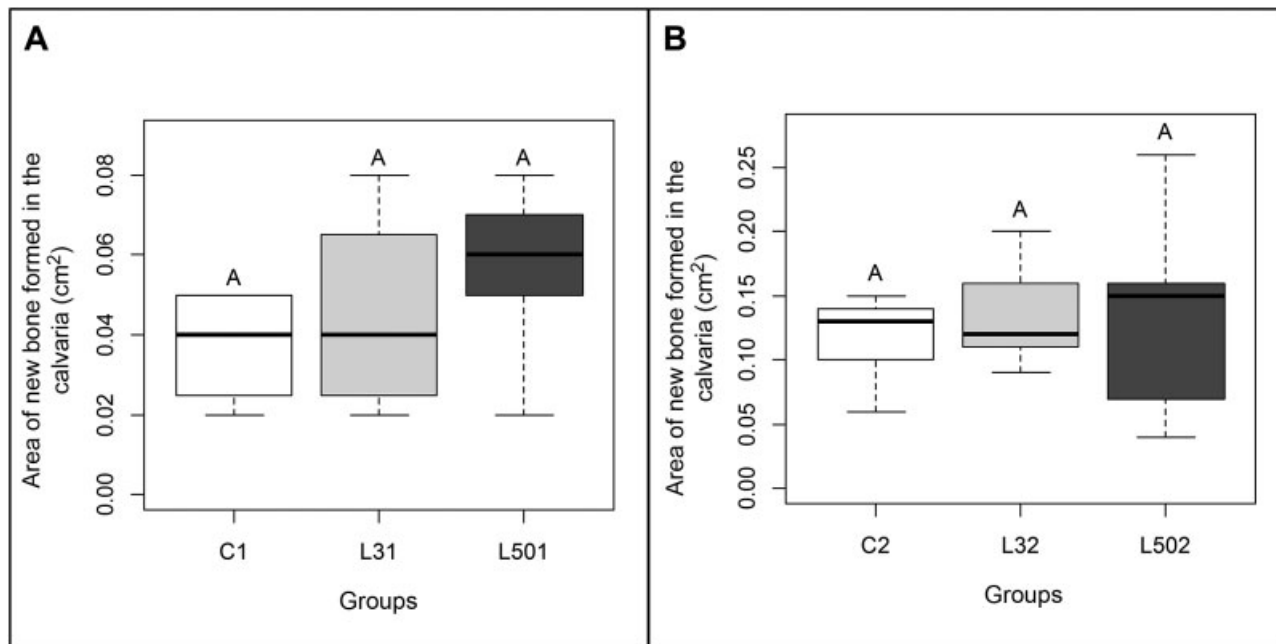 A
Area of new bone formed in the
calvaria (cm²)
0.08
0.06
0.04
0.02
0.00
A
A
A
C1
L31
L501
Groups
B
Area of new bone formed in the
calvaria (cm²)
0.25
0.20
0.15
0.10
0.05
0.00
A
A
A
C2
L32
L502
Groups